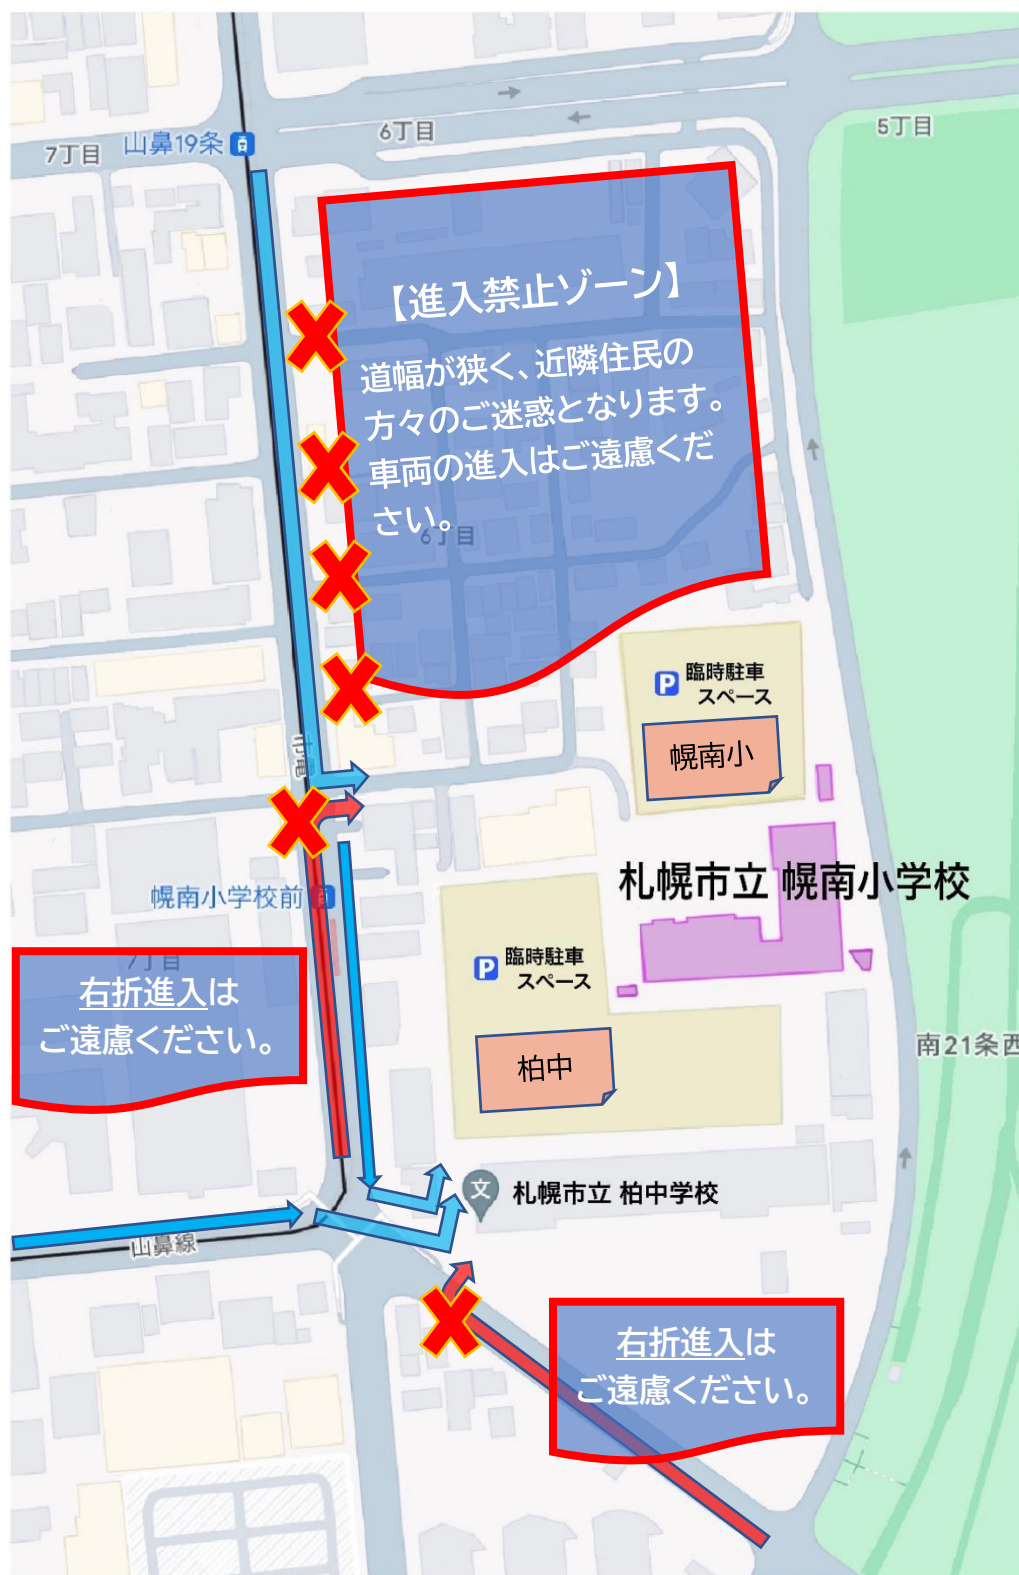 山鼻19条
7丁目
6丁目
5丁目
【進入禁止ゾーン】
道幅が狭く、近隣住民の
方々のご迷惑となります。
車両の進入はご遠慮くだ
さい。
6丁目
P 臨時駐車
スペース
幌南小
市電
札幌市立 幌南小学校
幌南小学校前
7丁目
右折進入は
ご遠慮ください。
P 臨時駐車
スペース
柏中
南21条西
文 札幌市立 柏中学校
山鼻線
右折進入は
ご遠慮ください。